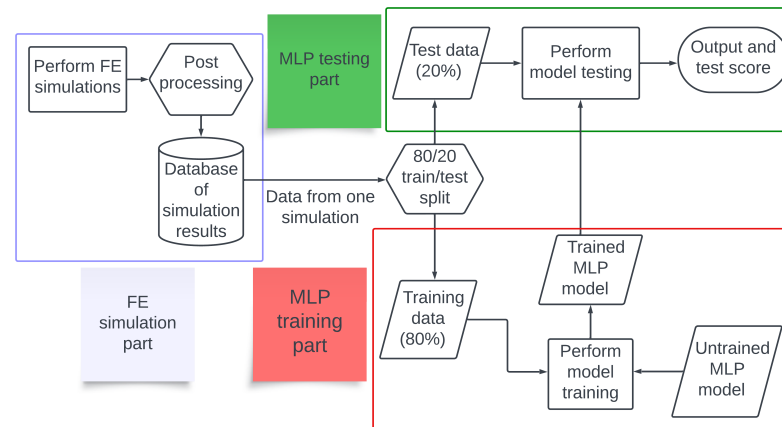 Perform FE
simulations
Post
processing
Database
of
simulation
results
FE
simulation
part
MLP testing
part
Data from one
simulation
80/20
train/test
split
MLP
training
part
Test data
(20%)
Perform
model testing
Output and
test score
Training
data
(80%)
Trained
MLP
model
Perform
model
training
Untrained
MLP
model